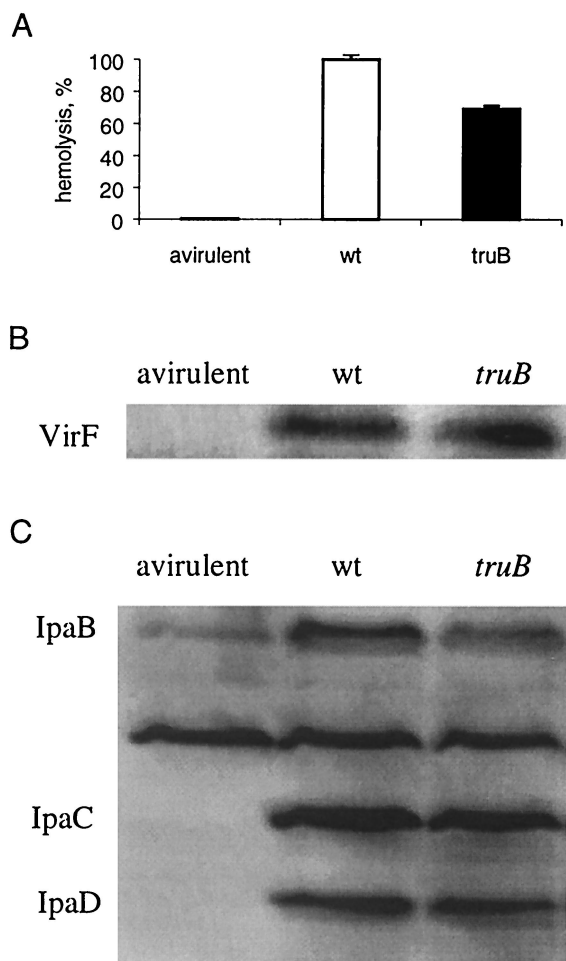 A
hemolysis, %
100
80
60
40
20
0
avirulent wt truB
B
avirulent wt truB
VirF
C
avirulent wt truB
IpaB
IpaC
IpaD